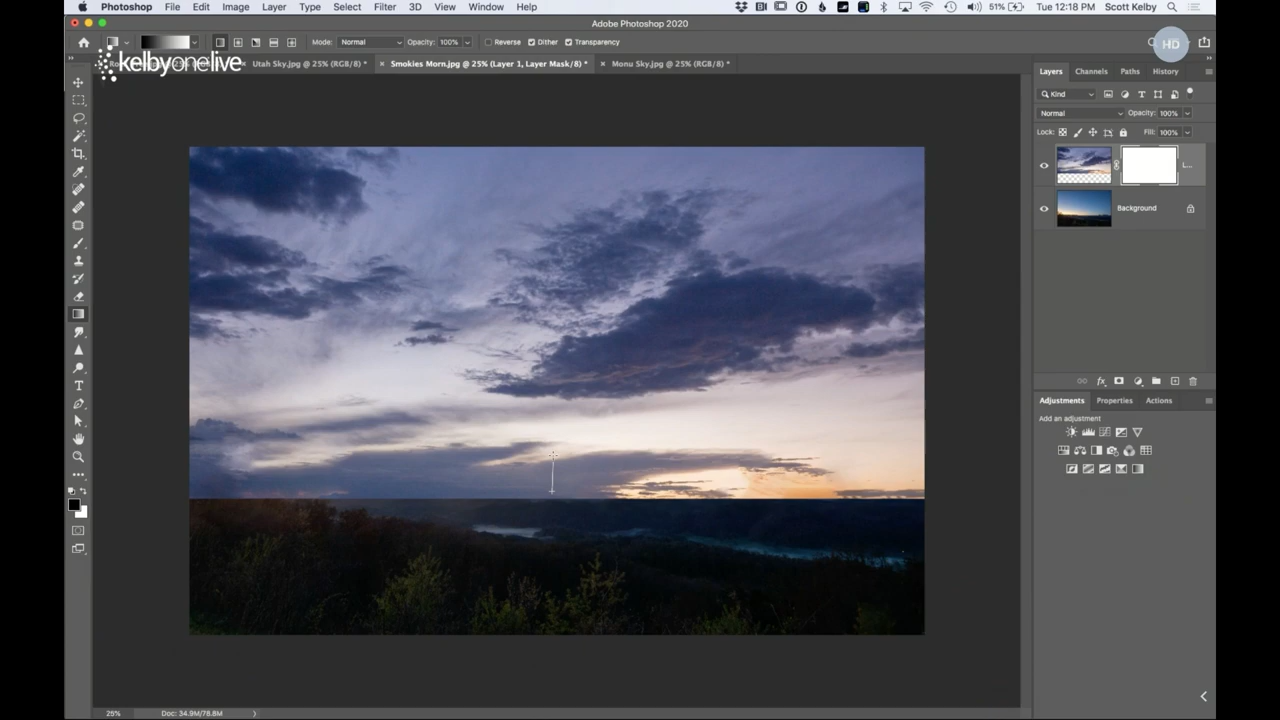 Photoshop File Edit Image Layer Type Select Filter 3D View Window Help 51% Tue 12:18 PM Scott Kelby
Adobe Photoshop 2020
Mode: Normal Opacity: 100% Reverse Dither Transparency
HD
kelbyonelive
Utah Sky.jpg @ 25% (RGB/8) * × Smokies Morn.jpg @ 25% (Layer 1, Layer Mask/8) * × Monu Sky.jpg @ 25% (RGB/8) *
Layers Channels Paths History
Kind
Normal Opacity: 100%
Lock: Fill: 100%
L...
Background
fx
Adjustments Properties Actions
Add an adjustment
25% Doc: 34.9M/78.8M